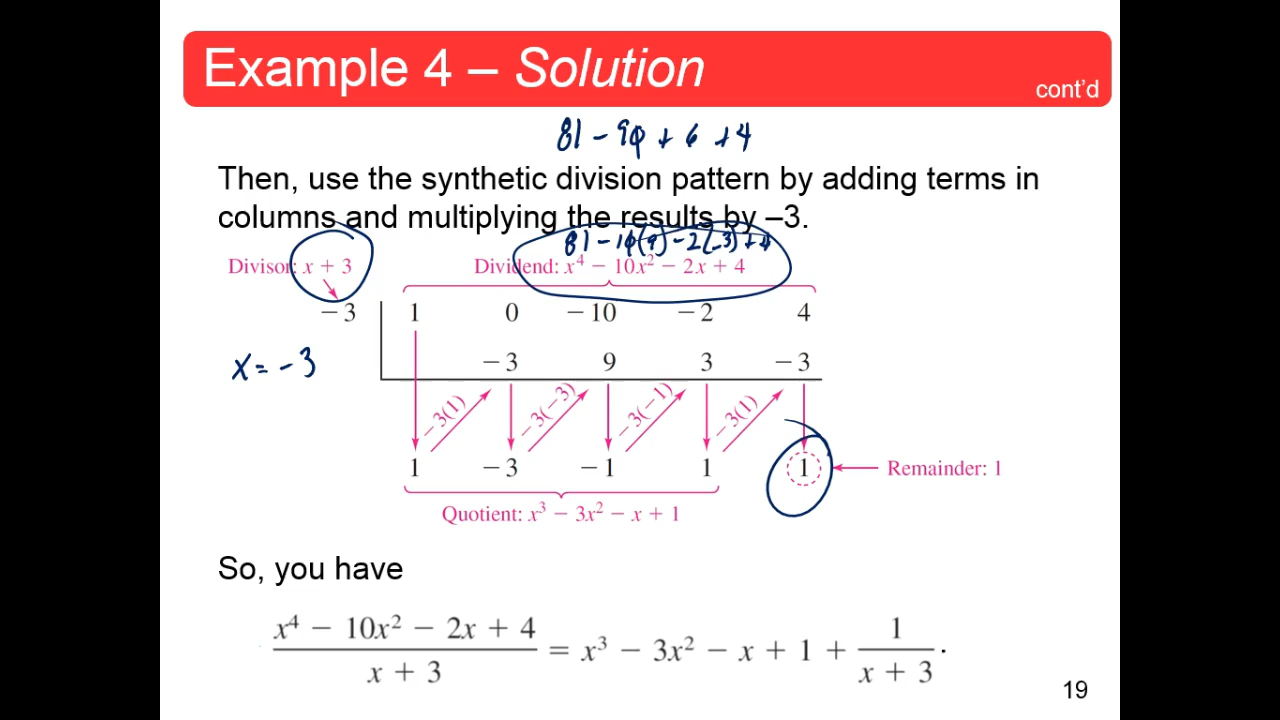 Example 4 – Solution
cont'd
81 - 90 + 6 + 4
Then, use the synthetic division pattern by adding terms in
columns and multiplying the results by –3.
81 - 10(9) - 2(-3) + 4
Divisor: x + 3
Dividend: x⁴ − 10x² − 2x + 4
−3 1 0 −10 −2 4
x = -3
−3 9 3 −3
−3(1) −3(−3) −3(−1) −3(1)
1 −3 −1 1 1
Remainder: 1
Quotient: x³ − 3x² − x + 1
So, you have
x⁴ − 10x² − 2x + 4
= x³ − 3x² − x + 1 +
1
x + 3
x + 3
.
19